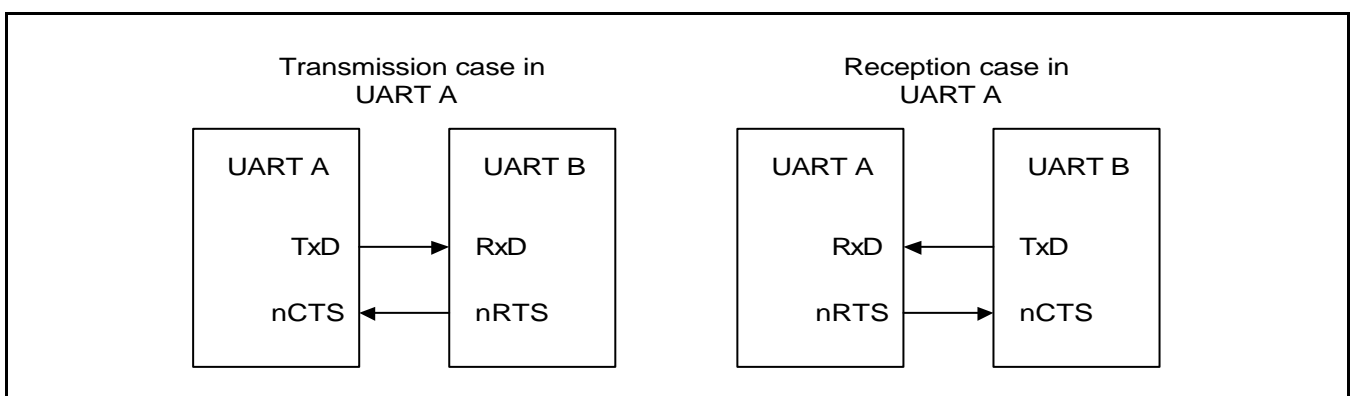 Transmission case in
UART A
UART A
UART B
TxD
RxD
nCTS
nRTS
Reception case in
UART A
UART A
UART B
RxD
TxD
nRTS
nCTS